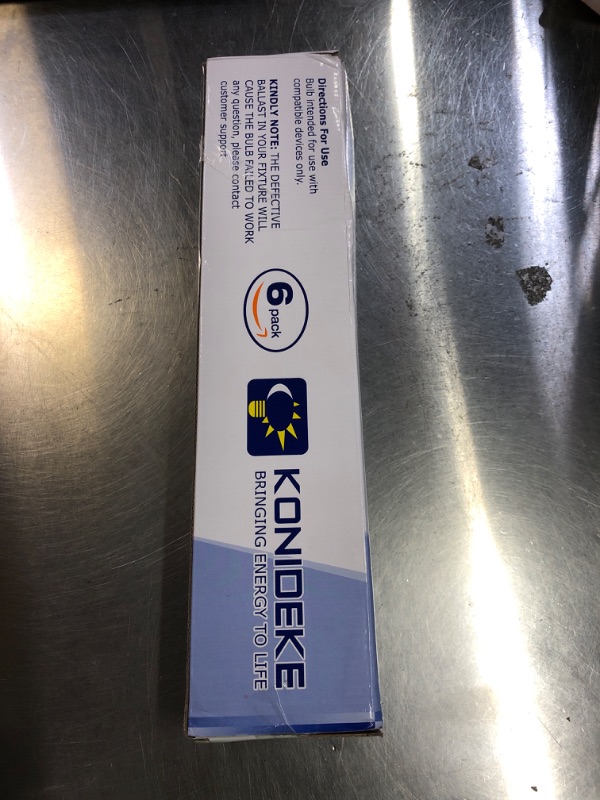 Directions For Use
Bulb intended for use with
compatible devices only.
KINDLY NOTE: THE DEFECTIVE
BALLAST IN YOUR FIXTURE WILL
CAUSE THE BULB FAILED TO WORK
any question, please contact
customer support.
6 pack
KONIDEKE
BRINGING ENERGY TO LIFE